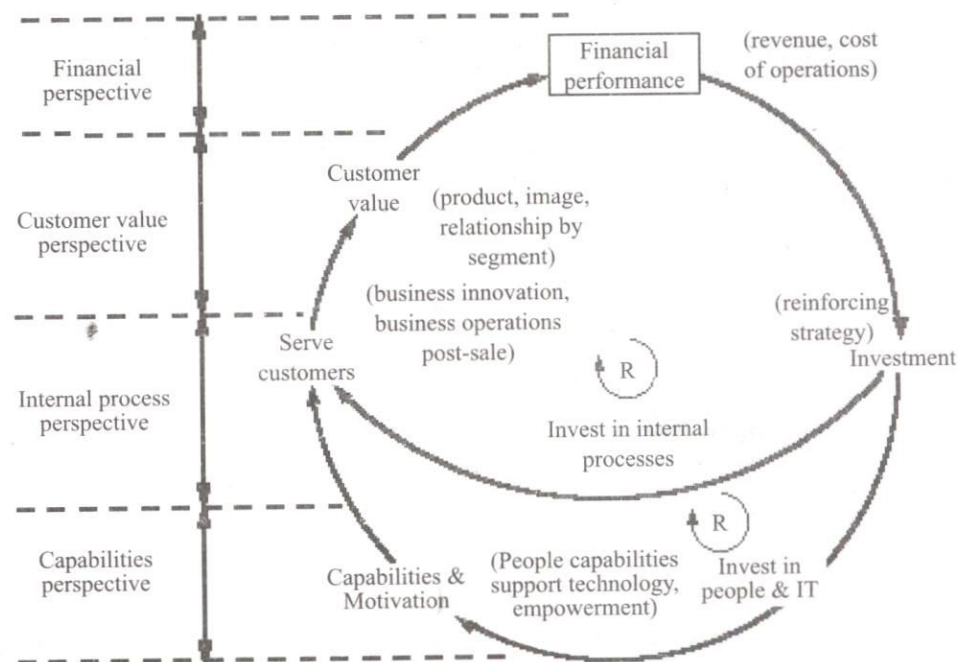 Financial
perspective
Customer value
perspective
Internal process
perspective
Capabilities
perspective
Financial
performance
(revenue, cost
of operations)
Customer
value
(product, image,
relationship by
segment)
(business innovation,
business operations
post-sale)
Serve
customers
(reinforcing
strategy)
Investment
R
Invest in internal
processes
R
Capabilities &
Motivation
(People capabilities
support technology,
empowerment)
Invest in
people & IT